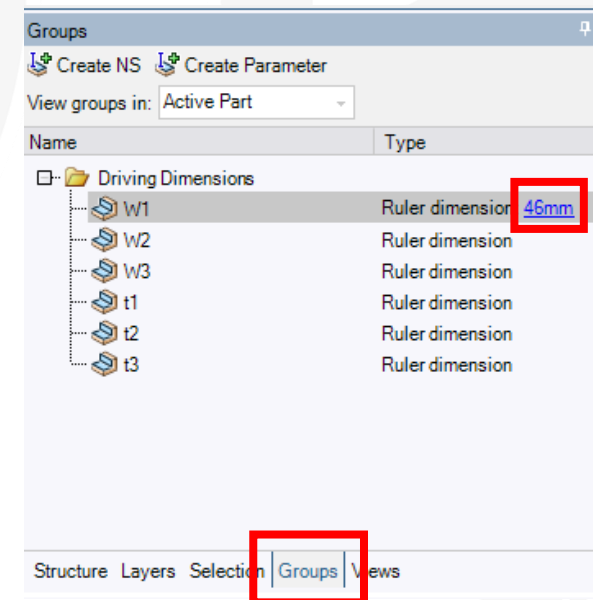 Groups
Create NS Create Parameter
View groups in: Active Part
Name Type
Driving Dimensions
W1 Ruler dimension 46mm
W2 Ruler dimension
W3 Ruler dimension
t1 Ruler dimension
t2 Ruler dimension
t3 Ruler dimension
Structure Layers Selection Groups Views